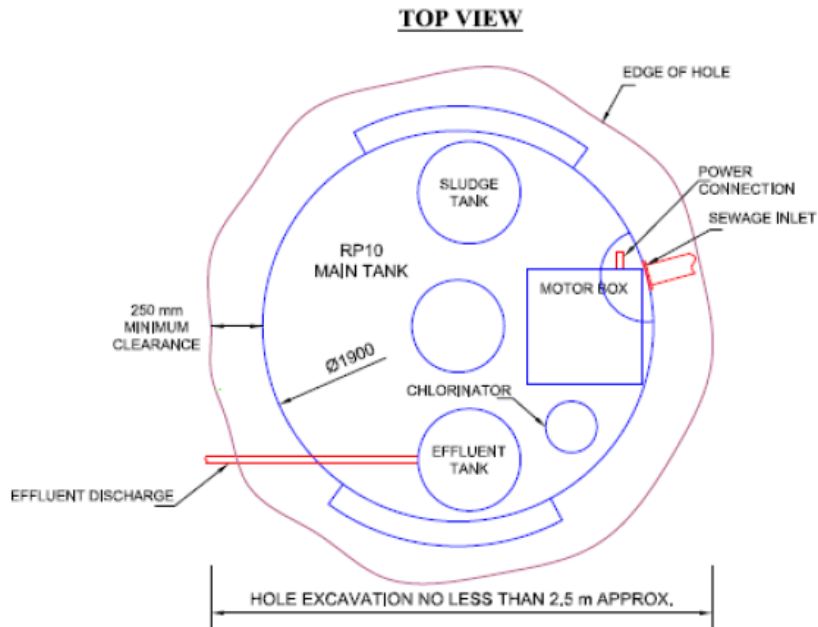 TOP VIEW
EDGE OF HOLE
POWER
CONNECTION
SEWAGE INLET
SLUDGE
TANK
RP10
MAIN TANK
MOTOR BOX
250 mm
MINIMUM
CLEARANCE
Ø1900
CHLORINATOR
EFFLUENT
TANK
EFFLUENT DISCHARGE
HOLE EXCAVATION NO LESS THAN 2.5 m APPROX.